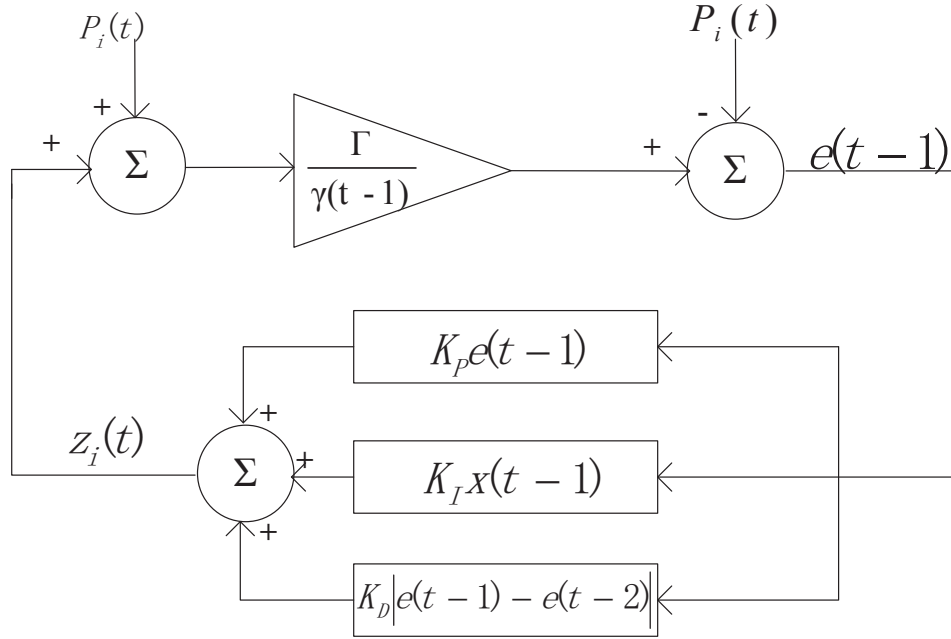 P_i(t)
P_i(t)
+
+
Σ
Γ
γ(t - 1)
+
-
Σ
e(t − 1)
K_P e(t − 1)
+
z_i(t)
Σ
+
K_I x(t − 1)
+
K_D|e(t − 1) − e(t − 2)|